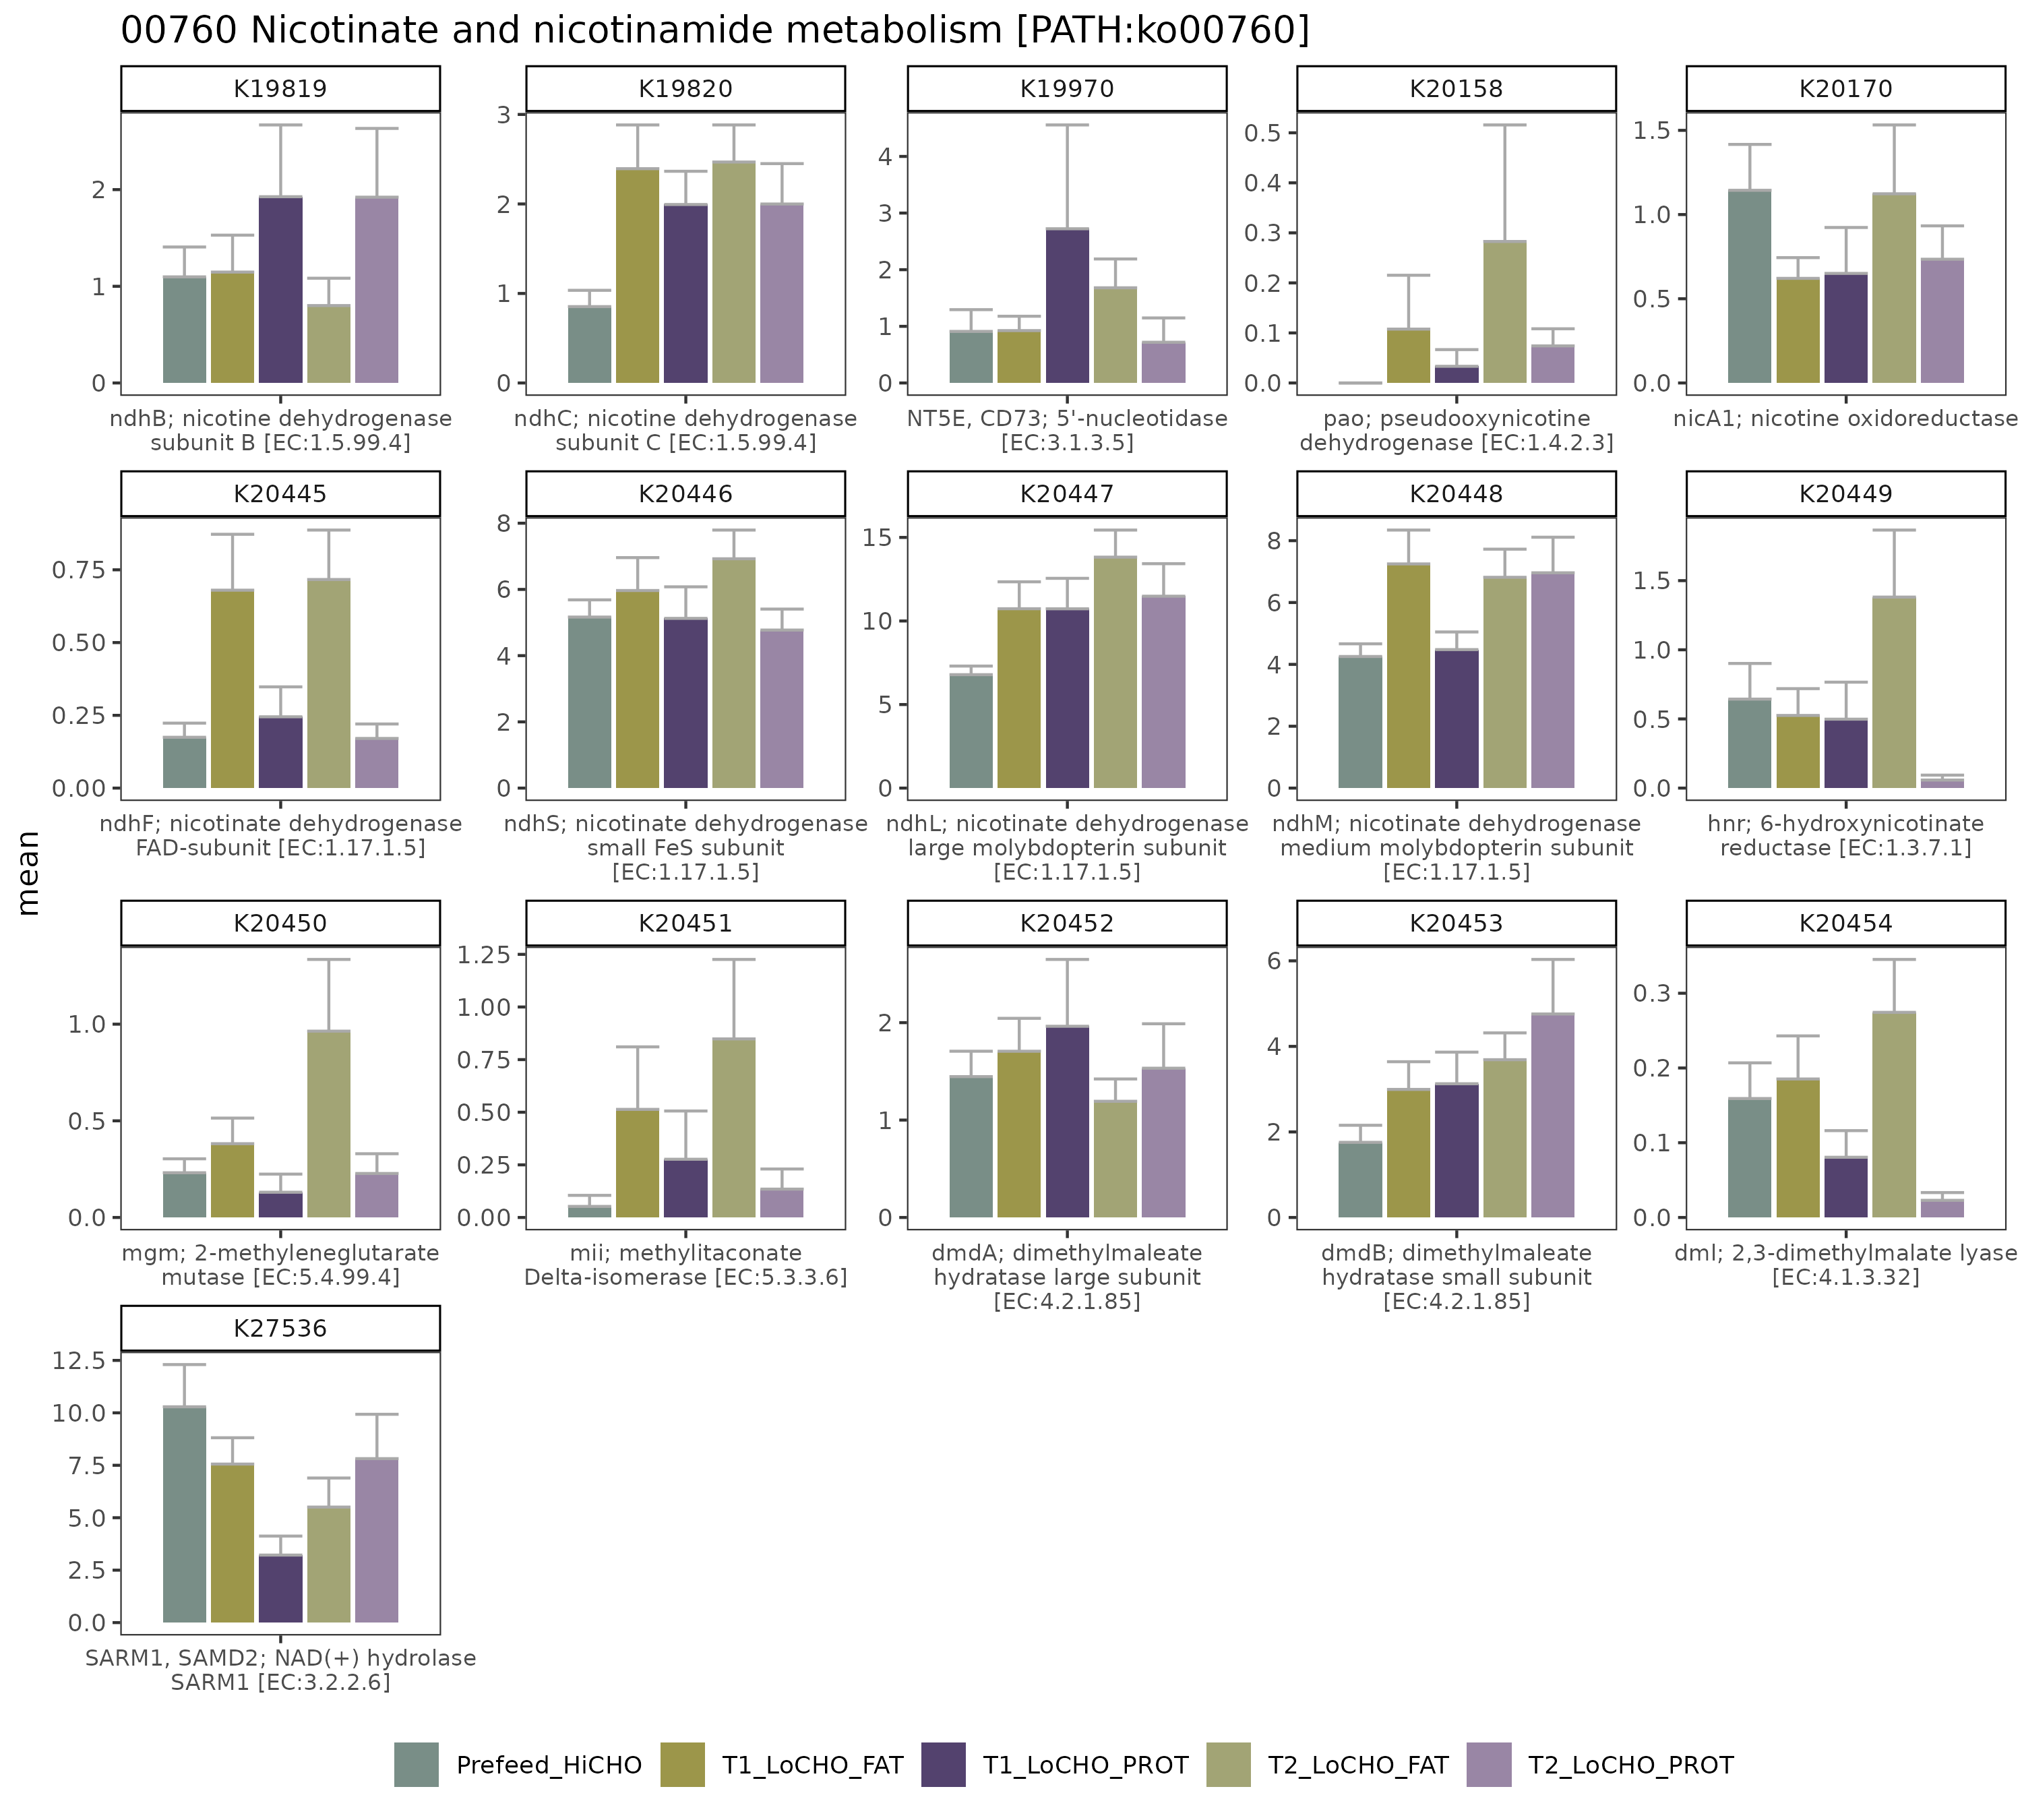 00760 Nicotinate and nicotinamide metabolism [PATH:ko00760]
mean
K19819
2
1
0
ndhB; nicotine dehydrogenase
subunit B [EC:1.5.99.4]
K19820
3
2
1
0
ndhC; nicotine dehydrogenase
subunit C [EC:1.5.99.4]
K19970
4
3
2
1
0
NT5E, CD73; 5'-nucleotidase
[EC:3.1.3.5]
K20158
0.5
0.4
0.3
0.2
0.1
0.0
pao; pseudooxynicotine
dehydrogenase [EC:1.4.2.3]
K20170
1.5
1.0
0.5
0.0
nicA1; nicotine oxidoreductase
K20445
0.75
0.50
0.25
0.00
ndhF; nicotinate dehydrogenase
FAD-subunit [EC:1.17.1.5]
K20446
8
6
4
2
0
ndhS; nicotinate dehydrogenase
small FeS subunit
[EC:1.17.1.5]
K20447
15
10
5
0
ndhL; nicotinate dehydrogenase
large molybdopterin subunit
[EC:1.17.1.5]
K20448
8
6
4
2
0
ndhM; nicotinate dehydrogenase
medium molybdopterin subunit
[EC:1.17.1.5]
K20449
1.5
1.0
0.5
0.0
hnr; 6-hydroxynicotinate
reductase [EC:1.3.7.1]
K20450
1.0
0.5
0.0
mgm; 2-methyleneglutarate
mutase [EC:5.4.99.4]
K20451
1.25
1.00
0.75
0.50
0.25
0.00
mii; methylitaconate
Delta-isomerase [EC:5.3.3.6]
K20452
2
1
0
dmdA; dimethylmaleate
hydratase large subunit
[EC:4.2.1.85]
K20453
6
4
2
0
dmdB; dimethylmaleate
hydratase small subunit
[EC:4.2.1.85]
K20454
0.3
0.2
0.1
0.0
dml; 2,3-dimethylmalate lyase
[EC:4.1.3.32]
K27536
12.5
10.0
7.5
5.0
2.5
0.0
SARM1, SAMD2; NAD(+) hydrolase
SARM1 [EC:3.2.2.6]
Prefeed_HiCHO
T1_LoCHO_FAT
T1_LoCHO_PROT
T2_LoCHO_FAT
T2_LoCHO_PROT